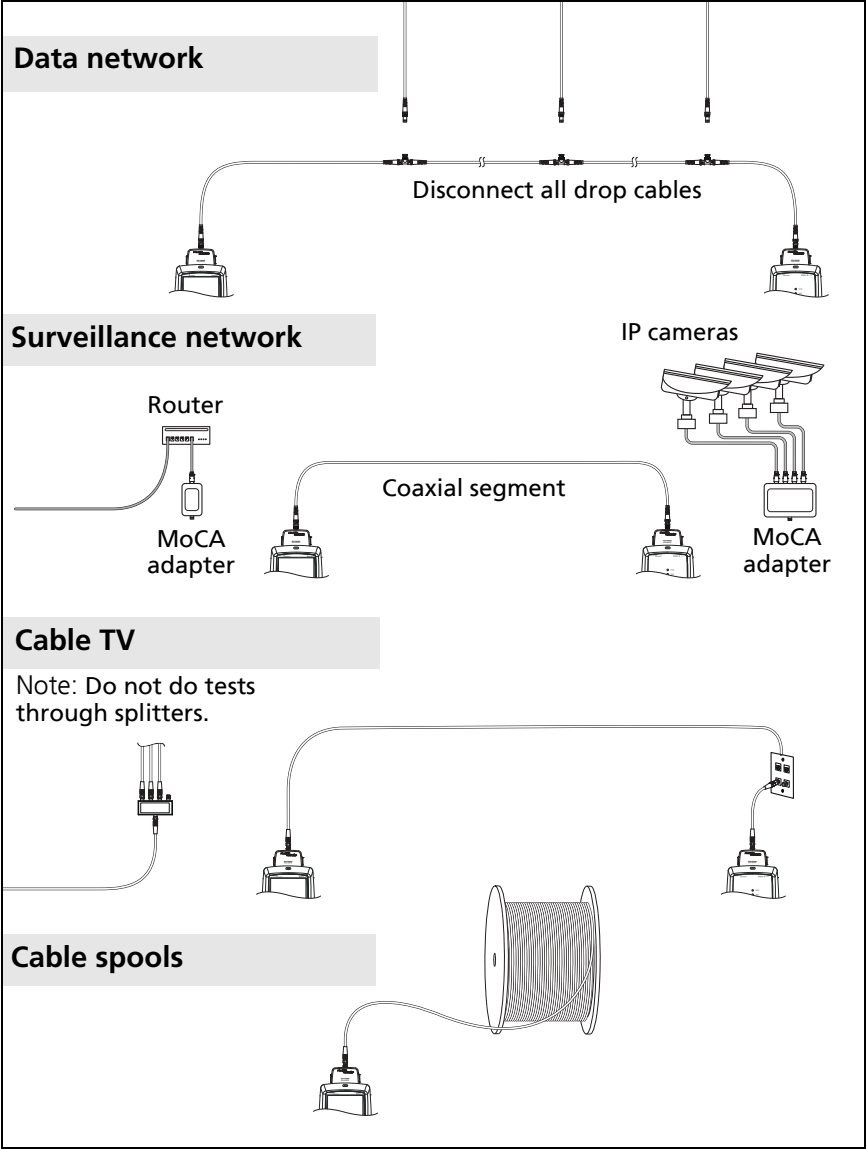 Data network
Disconnect all drop cables
Surveillance network
IP cameras
Router
Coaxial segment
MoCA
adapter
MoCA
adapter
Cable TV
Note: Do not do tests
through splitters.
Cable spools